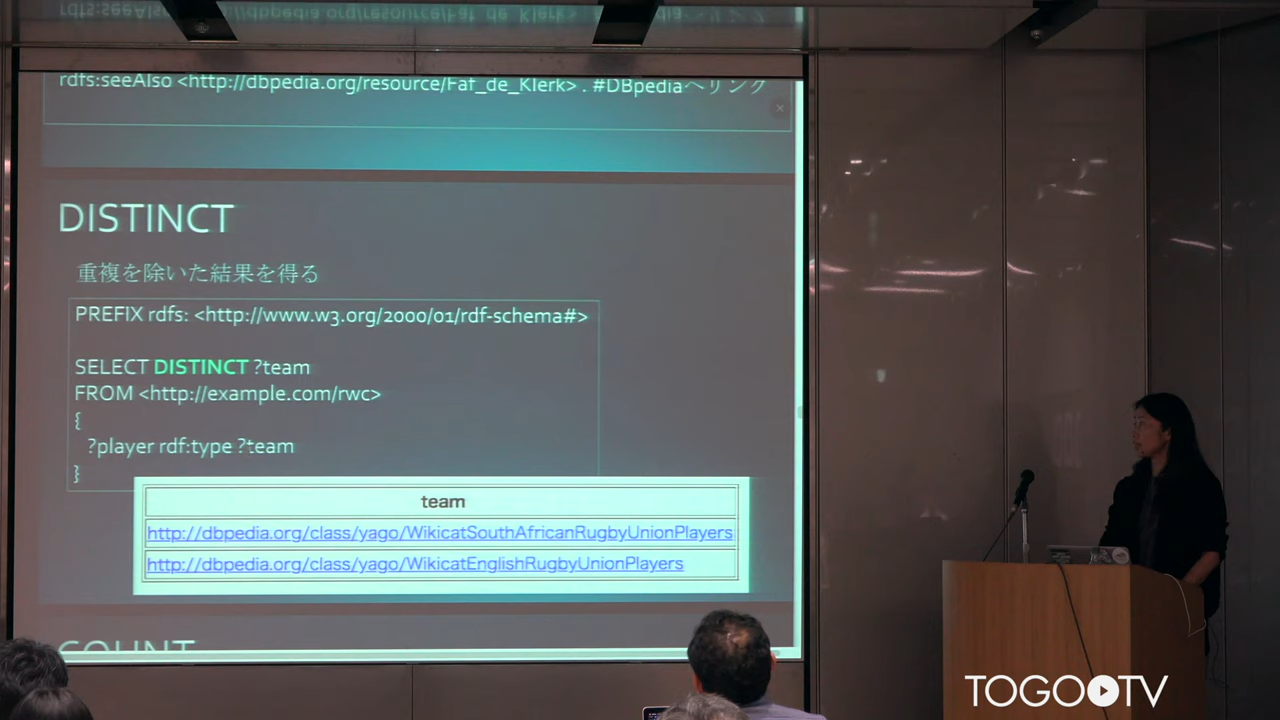 rdfs:seeAlso <http://dbpedia.org/resource/Faf_de_Klerk> . #DBpediaへリンク
DISTINCT
重複を除いた結果を得る
PREFIX rdfs: <http://www.w3.org/2000/01/rdf-schema#>
SELECT DISTINCT ?team
FROM <http://example.com/rwc>
{
?player rdf:type ?team
}
team
http://dbpedia.org/class/yago/WikicatSouthAfricanRugbyUnionPlayers
http://dbpedia.org/class/yago/WikicatEnglishRugbyUnionPlayers
COUNT
TOGOTV